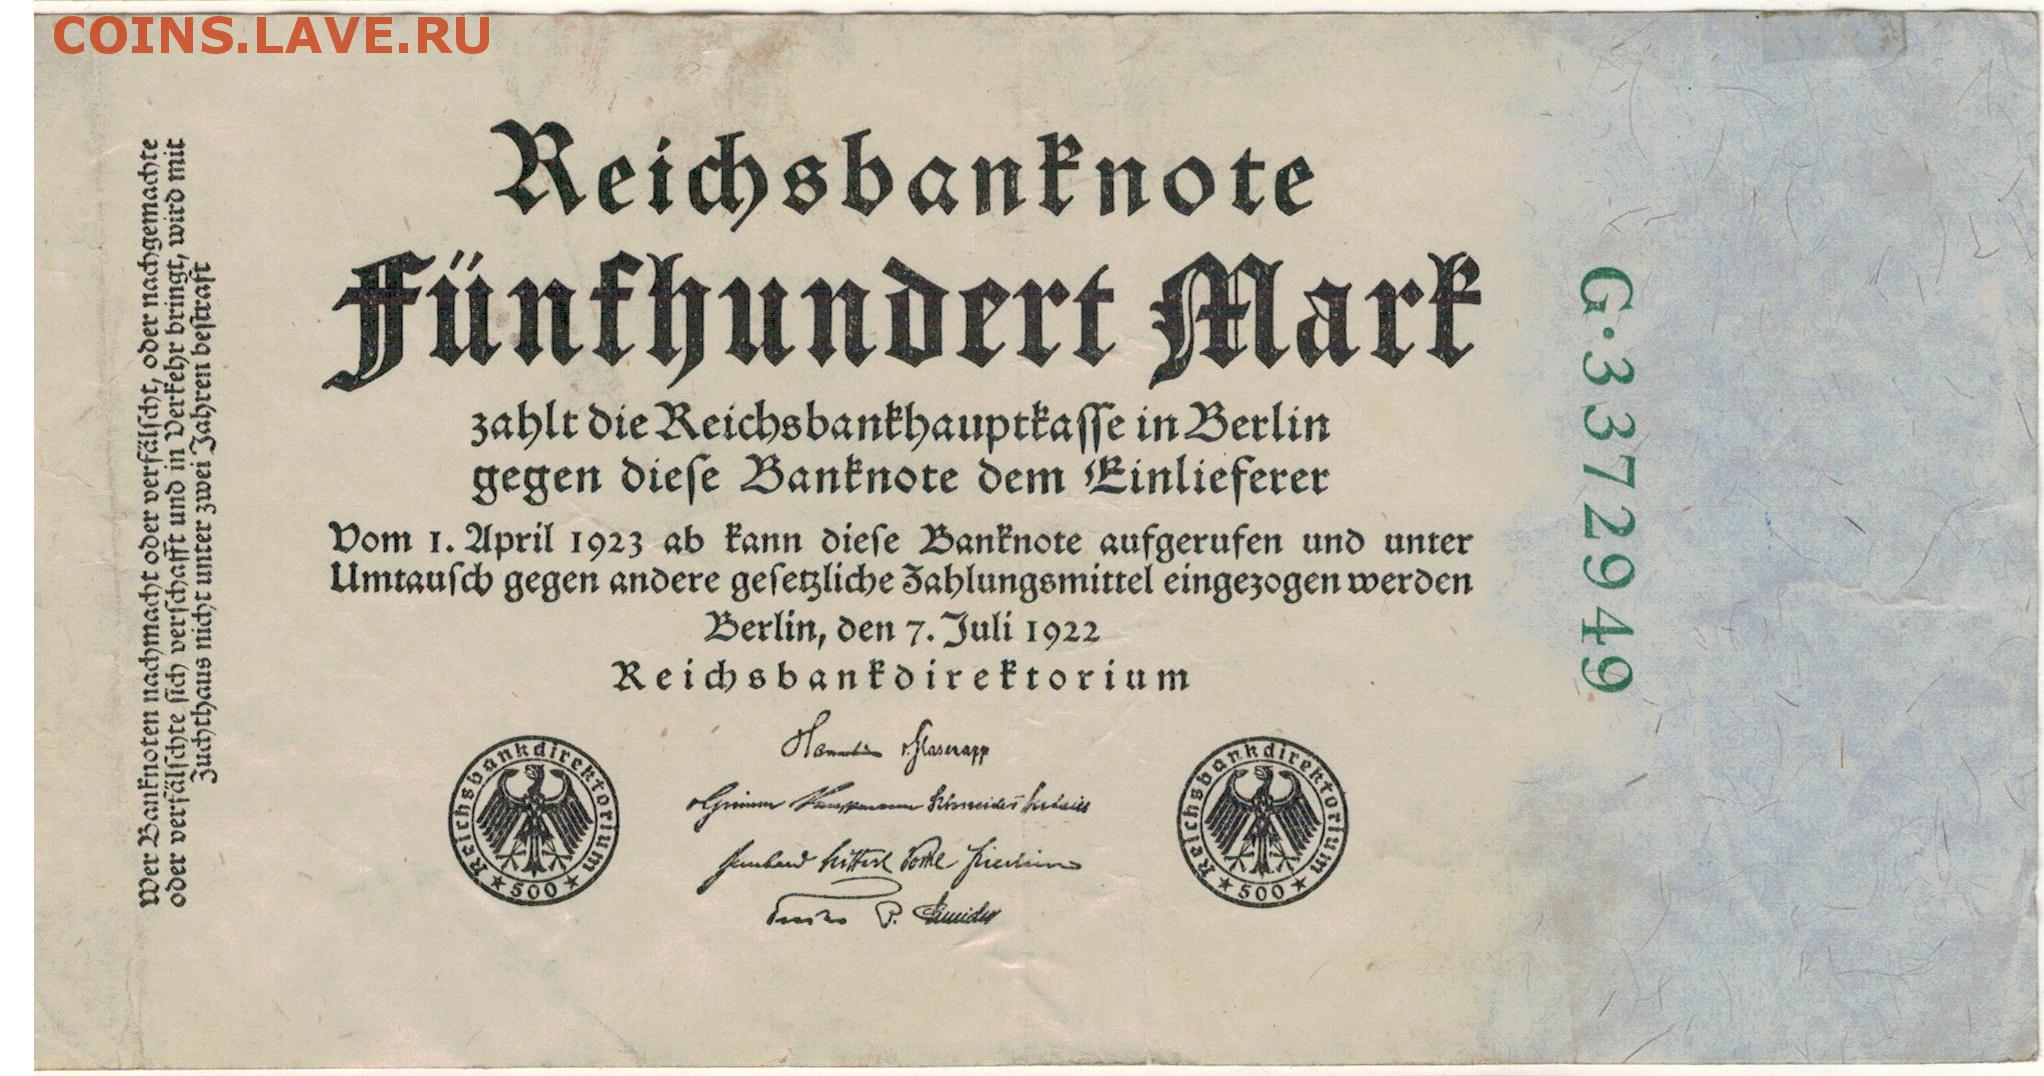 COINS.LAVE.RU
Reichsbanknote
Fünfhundert Mark
zahlt die Reichsbankhauptkasse in Berlin
gegen diese Banknote dem Einlieferer
Vom 1. April 1923 ab kann diese Banknote aufgerufen und unter
Umtausch gegen andere gesetzliche Zahlungsmittel eingezogen werden
Berlin, den 7. Juli 1922
Reichsbankdirektorium
v. Glasenapp
Reichsbankdirektorium
* 500 *
Reichsbankdirektorium
* 500 *
Wer Banknoten nachmacht oder verfälscht, oder nachgemachte
oder verfälschte sich verschafft und in Verkehr bringt, wird mit
Zuchthaus nicht unter zwei Jahren bestraft
G·3372949